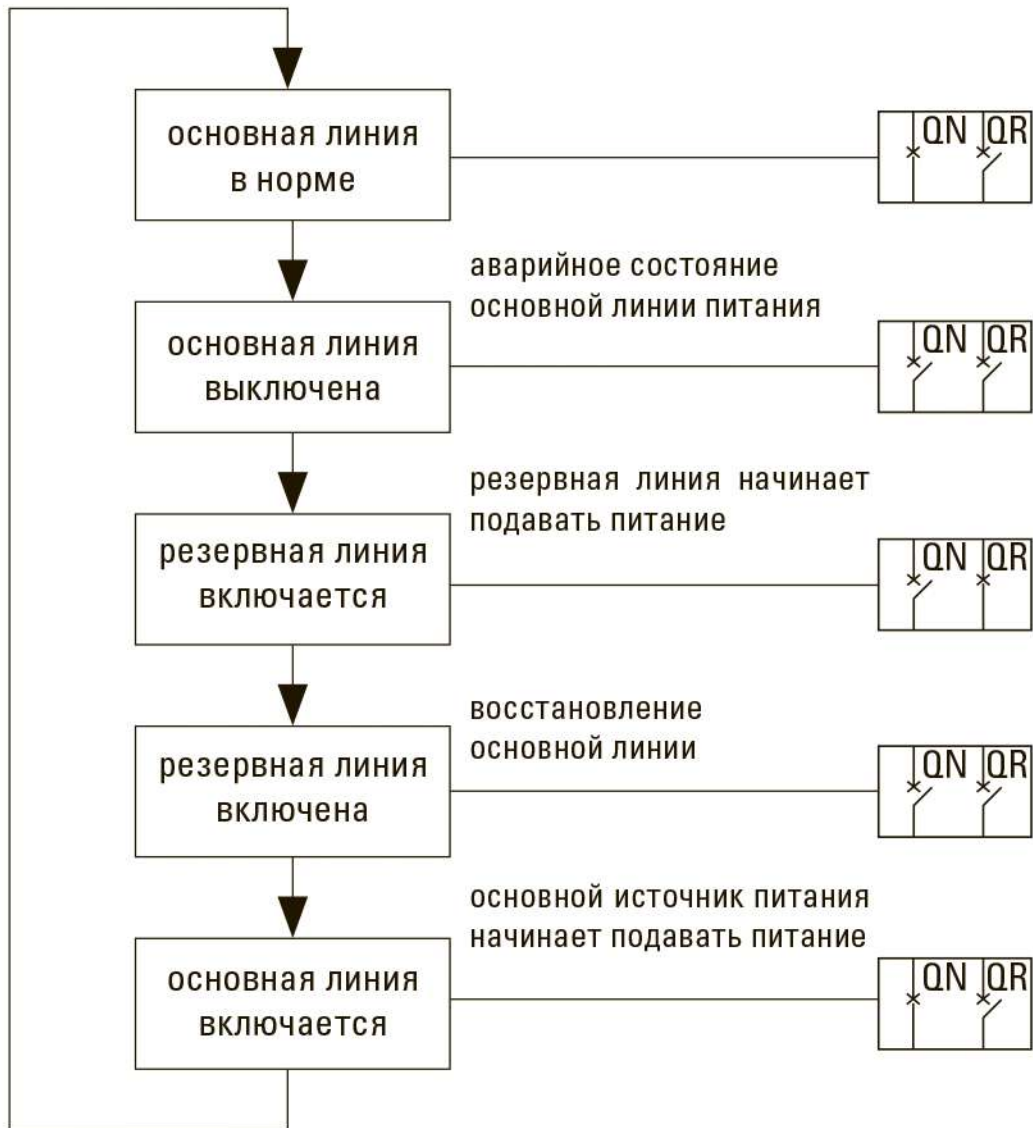 основная линия
в норме
QN QR
аварийное состояние
основной линии питания
основная линия
выключена
QN QR
резервная линия начинает
подавать питание
резервная линия
включается
QN QR
восстановление
основной линии
резервная линия
включена
QN QR
основной источник питания
начинает подавать питание
основная линия
включается
QN QR